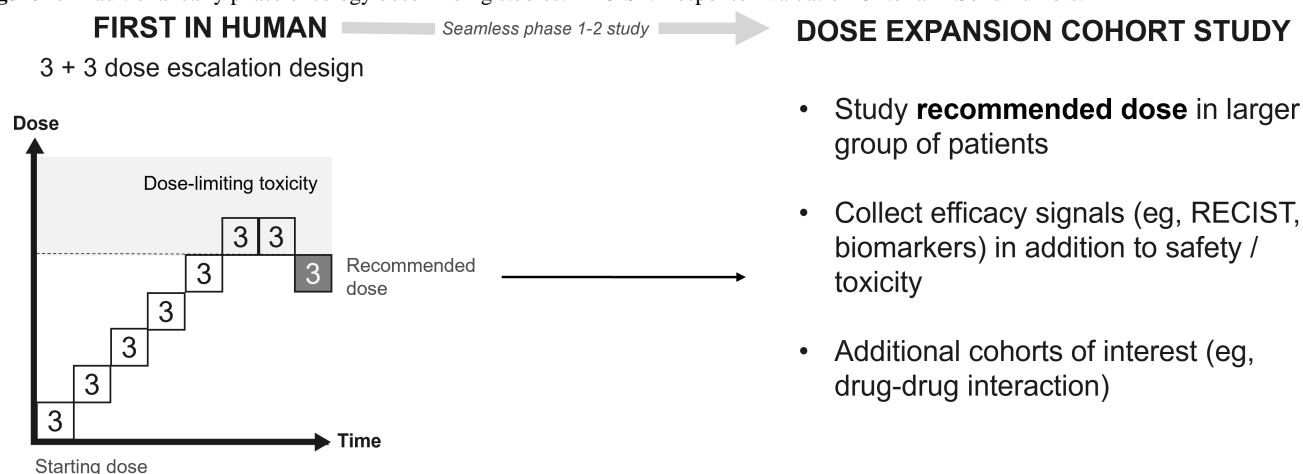 FIRST IN HUMAN
Seamless phase 1-2 study
DOSE EXPANSION COHORT STUDY
3 + 3 dose escalation design
Dose
Dose-limiting toxicity
3 3
3 3
3
3
3
3
Recommended
dose
Time
Starting dose
• Study recommended dose in larger
group of patients
• Collect efficacy signals (eg, RECIST,
biomarkers) in addition to safety /
toxicity
• Additional cohorts of interest (eg,
drug-drug interaction)